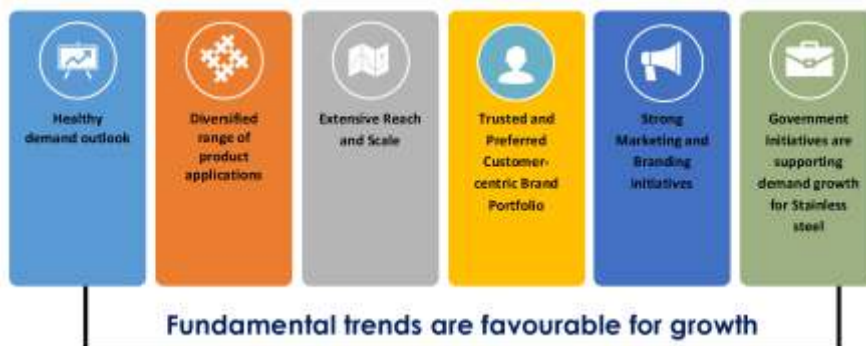 Healthy
demand outlook
Diversified
range of
product
applications
Extensive Reach
and Scale
Trusted and
Preferred
Customer-
centric Brand
Portfolio
Strong
Marketing and
Branding
Initiatives
Government
Initiatives are
supporting
demand growth
for Stainless
steel
Fundamental trends are favourable for growth